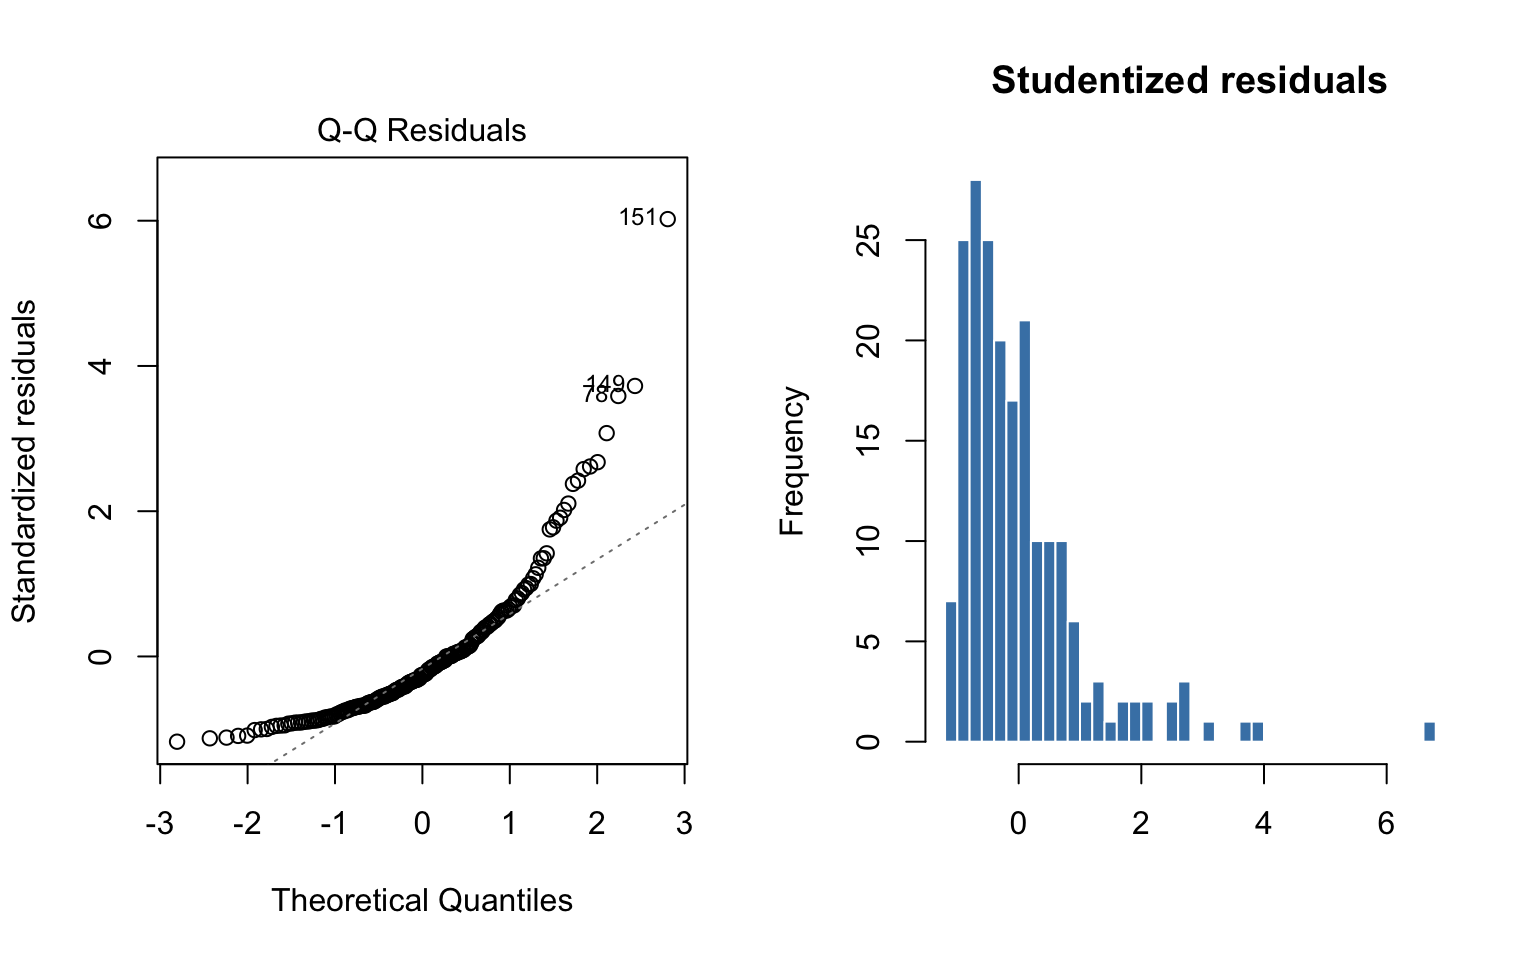 Q-Q Residuals
Standardized residuals
6
4
2
0
151
149
78
-3 -2 -1 0 1 2 3
Theoretical Quantiles
Studentized residuals
Frequency
25
20
15
10
5
0
0 2 4 6